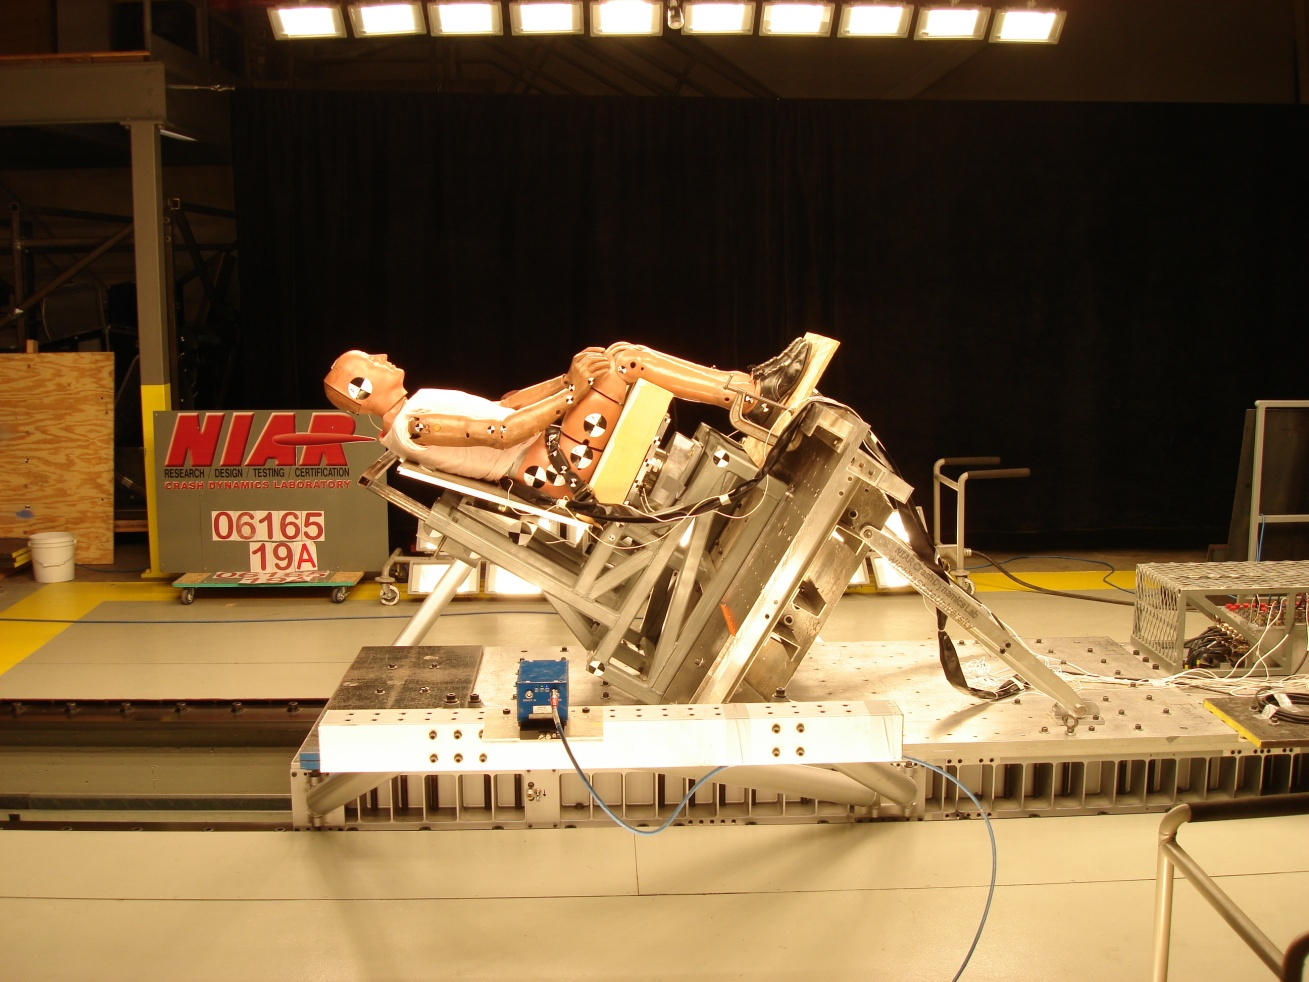 NIAR
RESEARCH / DESIGN / TESTING / CERTIFICATION
CRASH DYNAMICS LABORATORY
06165
19A